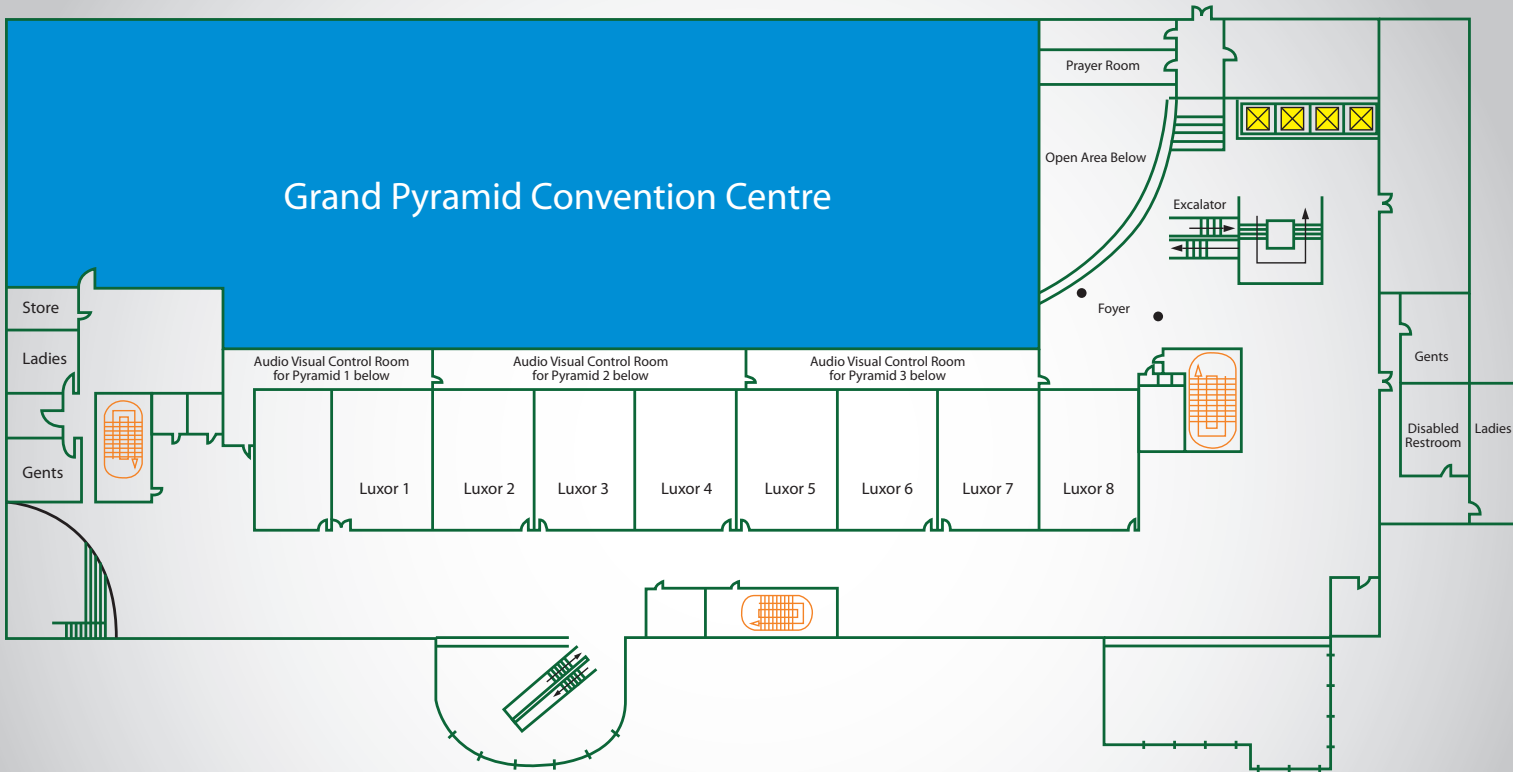 Prayer Room
Open Area Below
Grand Pyramid Convention Centre
Excalator
Store
Foyer
Ladies
Audio Visual Control Room
for Pyramid 1 below
Audio Visual Control Room
for Pyramid 2 below
Audio Visual Control Room
for Pyramid 3 below
Gents
Disabled
Restroom
Ladies
Gents
Luxor 1
Luxor 2
Luxor 3
Luxor 4
Luxor 5
Luxor 6
Luxor 7
Luxor 8